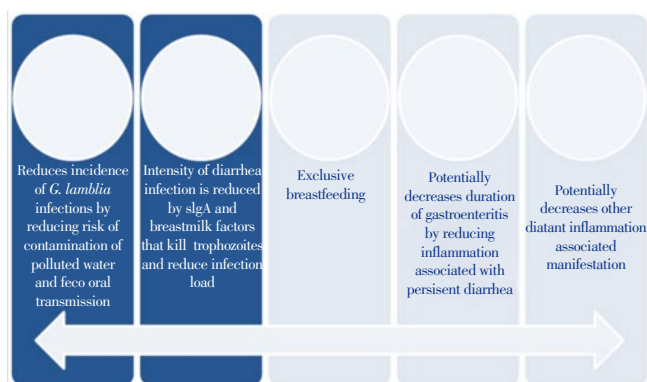 Reduces incidence
of G. lamblia
infections by
reducing risk of
contamination of
polluted water
and feco oral
transmission
Intensity of diarrhea
infection is reduced
by slgA and
breastmilk factors
that kill trophozoites
and reduce infection
load
Exclusive
breastfeeding
Potentially
decreases duration
of gastroenteritis
by reducing
inflammation
associated with
persisent diarrhea
Potentially
decreases other
diatant inflammation
associated
manifestation